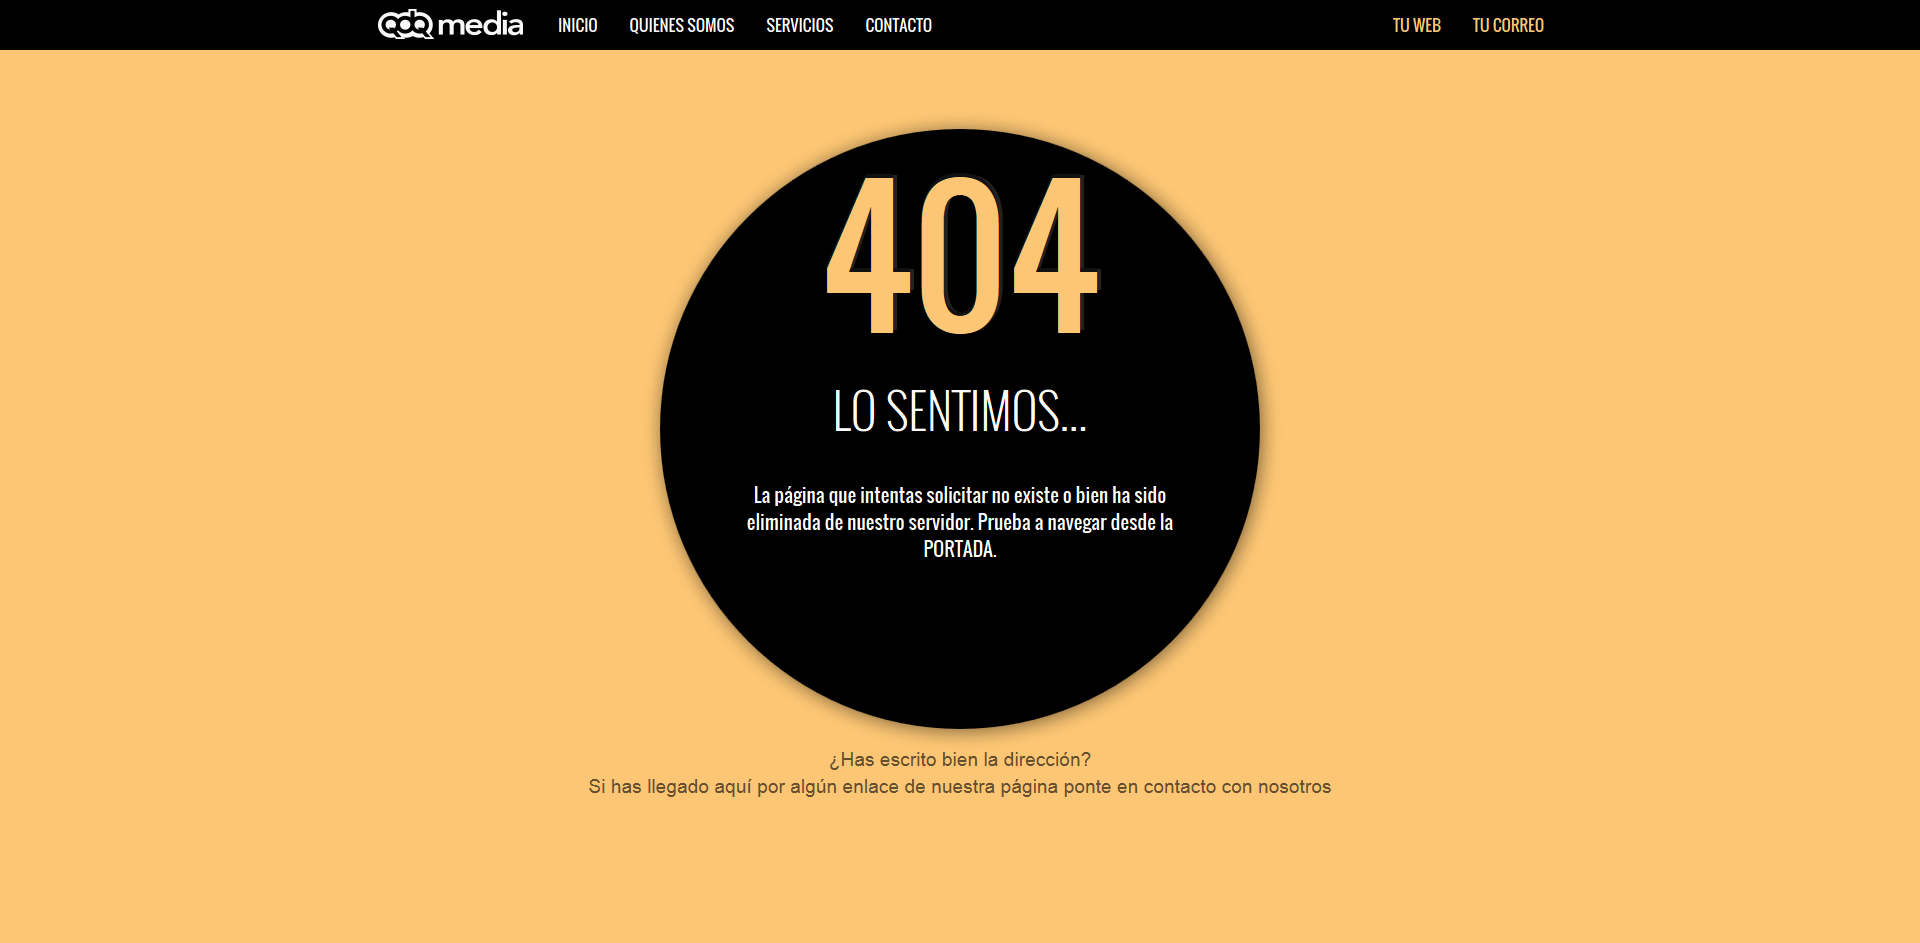 media
INICIO
QUIENES SOMOS
SERVICIOS
CONTACTO
TU WEB
TU CORREO
404
LO SENTIMOS...
La página que intentas solicitar no existe o bien ha sido
eliminada de nuestro servidor. Prueba a navegar desde la
PORTADA.
¿Has escrito bien la dirección?
Si has llegado aquí por algún enlace de nuestra página ponte en contacto con nosotros